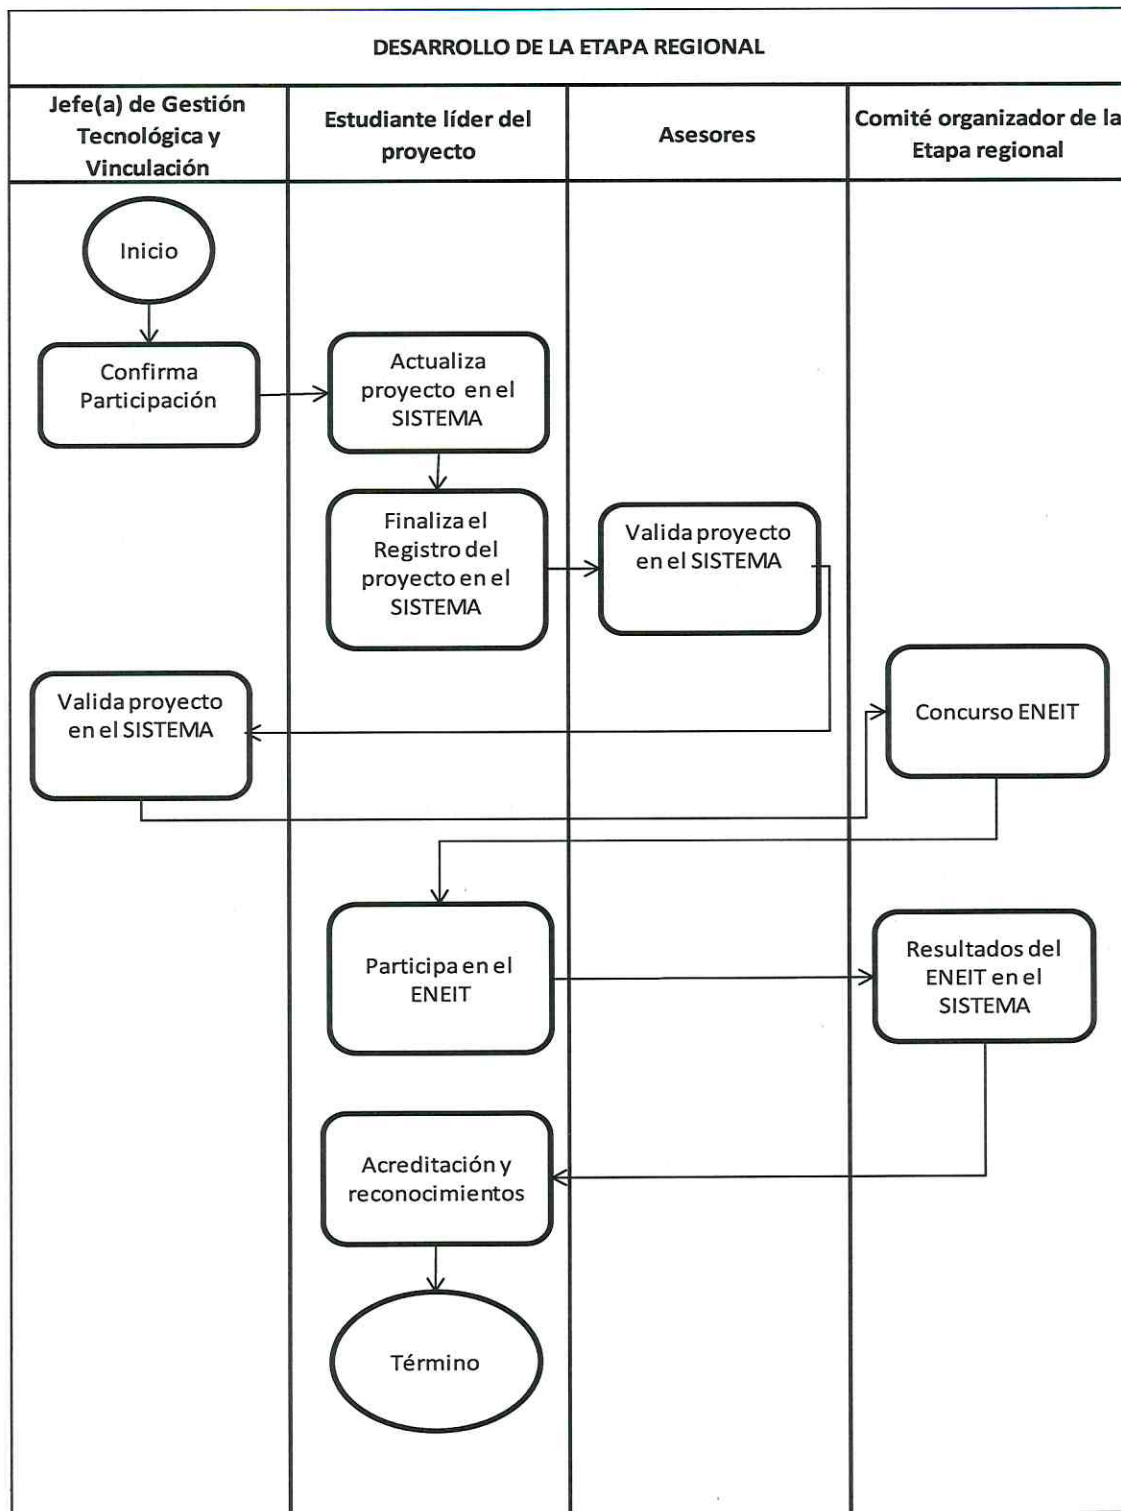 DESARROLLO DE LA ETAPA REGIONAL
Jefe(a) de Gestión
Tecnológica y
Vinculación
Estudiante líder del
proyecto
Asesores
Comité organizador de la
Etapa regional
Inicio
Confirma
Participación
Actualiza
proyecto en el
SISTEMA
Finaliza el
Registro del
proyecto en el
SISTEMA
Valida proyecto
en el SISTEMA
Valida proyecto
en el SISTEMA
Concurso ENEIT
Participa en el
ENEIT
Resultados del
ENEIT en el
SISTEMA
Acreditación y
reconocimientos
Término